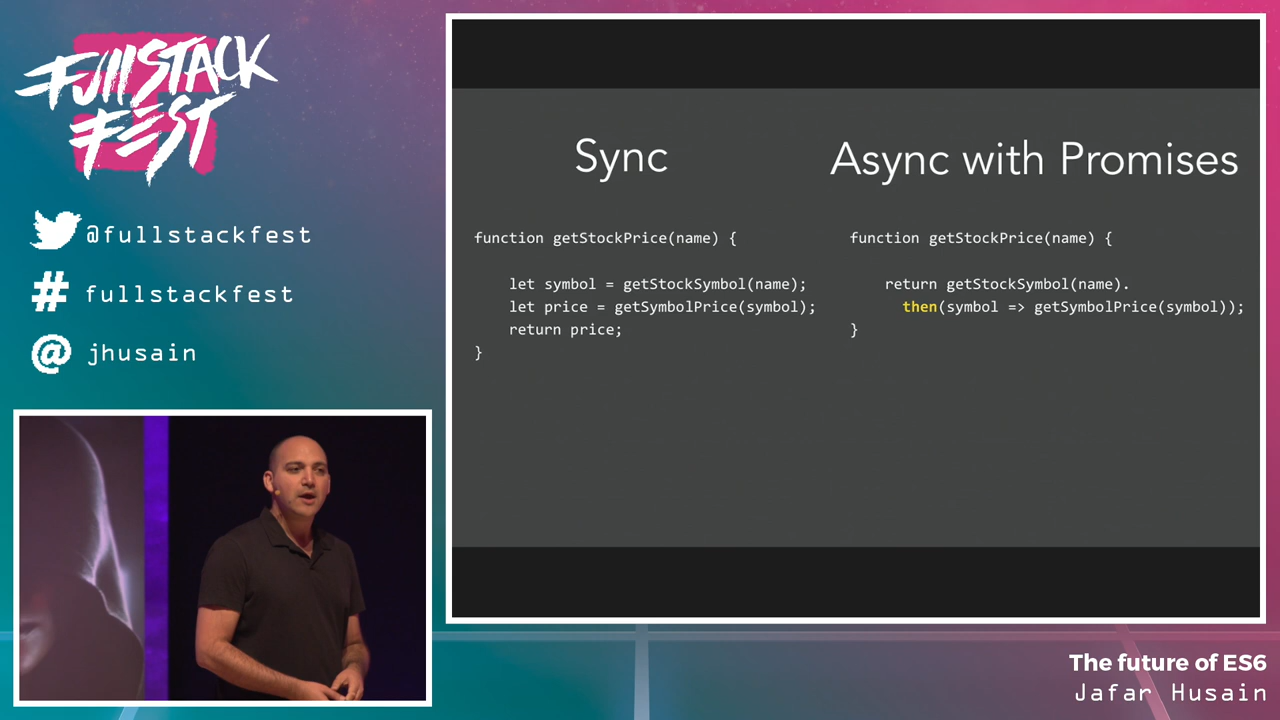 FullStack
Fest
@fullstackfest
# fullstackfest
@ jhusain
Sync
function getStockPrice(name) {
let symbol = getStockSymbol(name);
let price = getSymbolPrice(symbol);
return price;
}
Async with Promises
function getStockPrice(name) {
return getStockSymbol(name).
then(symbol => getSymbolPrice(symbol));
}
The future of ES6
Jafar Husain